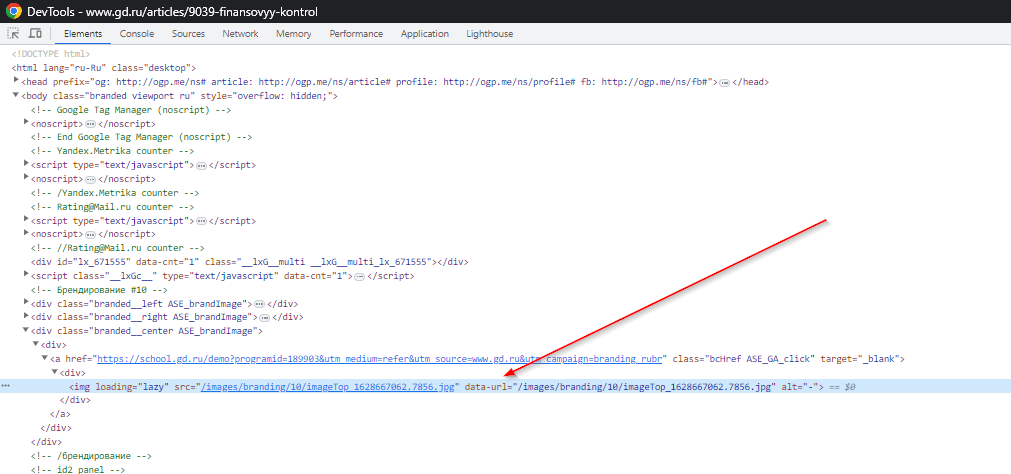 DevTools - www.gd.ru/articles/9039-finansovyy-kontrol
Elements Console Sources Network Memory Performance Application Lighthouse
<!DOCTYPE html>
<html lang="ru-Ru" class="desktop">
<head prefix="og: http://ogp.me/ns# article: http://ogp.me/ns/article# profile: http://ogp.me/ns/profile# fb: http://ogp.me/ns/fb#"> … </head>
<body class="branded viewport ru" style="overflow: hidden;">
<!-- Google Tag Manager (noscript) -->
<noscript> … </noscript>
<!-- End Google Tag Manager (noscript) -->
<!-- Yandex.Metrika counter -->
<script type="text/javascript"> … </script>
<noscript> … </noscript>
<!-- /Yandex.Metrika counter -->
<!-- Rating@Mail.ru counter -->
<script type="text/javascript"> … </script>
<noscript> … </noscript>
<!-- //Rating@Mail.ru counter -->
<div id="lx_671555" data-cnt="1" class="__lxG__multi __lxG__multi_lx_671555"></div>
<script class="__lxGc__" type="text/javascript" data-cnt="1"> … </script>
<!-- Брендирование #10 -->
<div class="branded__left ASE_brandImage"> … </div>
<div class="branded__right ASE_brandImage"> … </div>
<div class="branded__center ASE_brandImage">
<div>
<a href="https://school.gd.ru/demo?programid=189903&utm_medium=refer&utm_source=www.gd.ru&utm_campaign=branding_rubr" class="bcHref ASE_GA_click" target="_blank">
<div>
<img loading="lazy" src="/images/branding/10/imageTop_1628667062.7856.jpg" data-url="/images/branding/10/imageTop_1628667062.7856.jpg" alt="-"> == $0
</div>
</a>
</div>
</div>
<!-- /брендирование -->
<!-- id2 panel -->